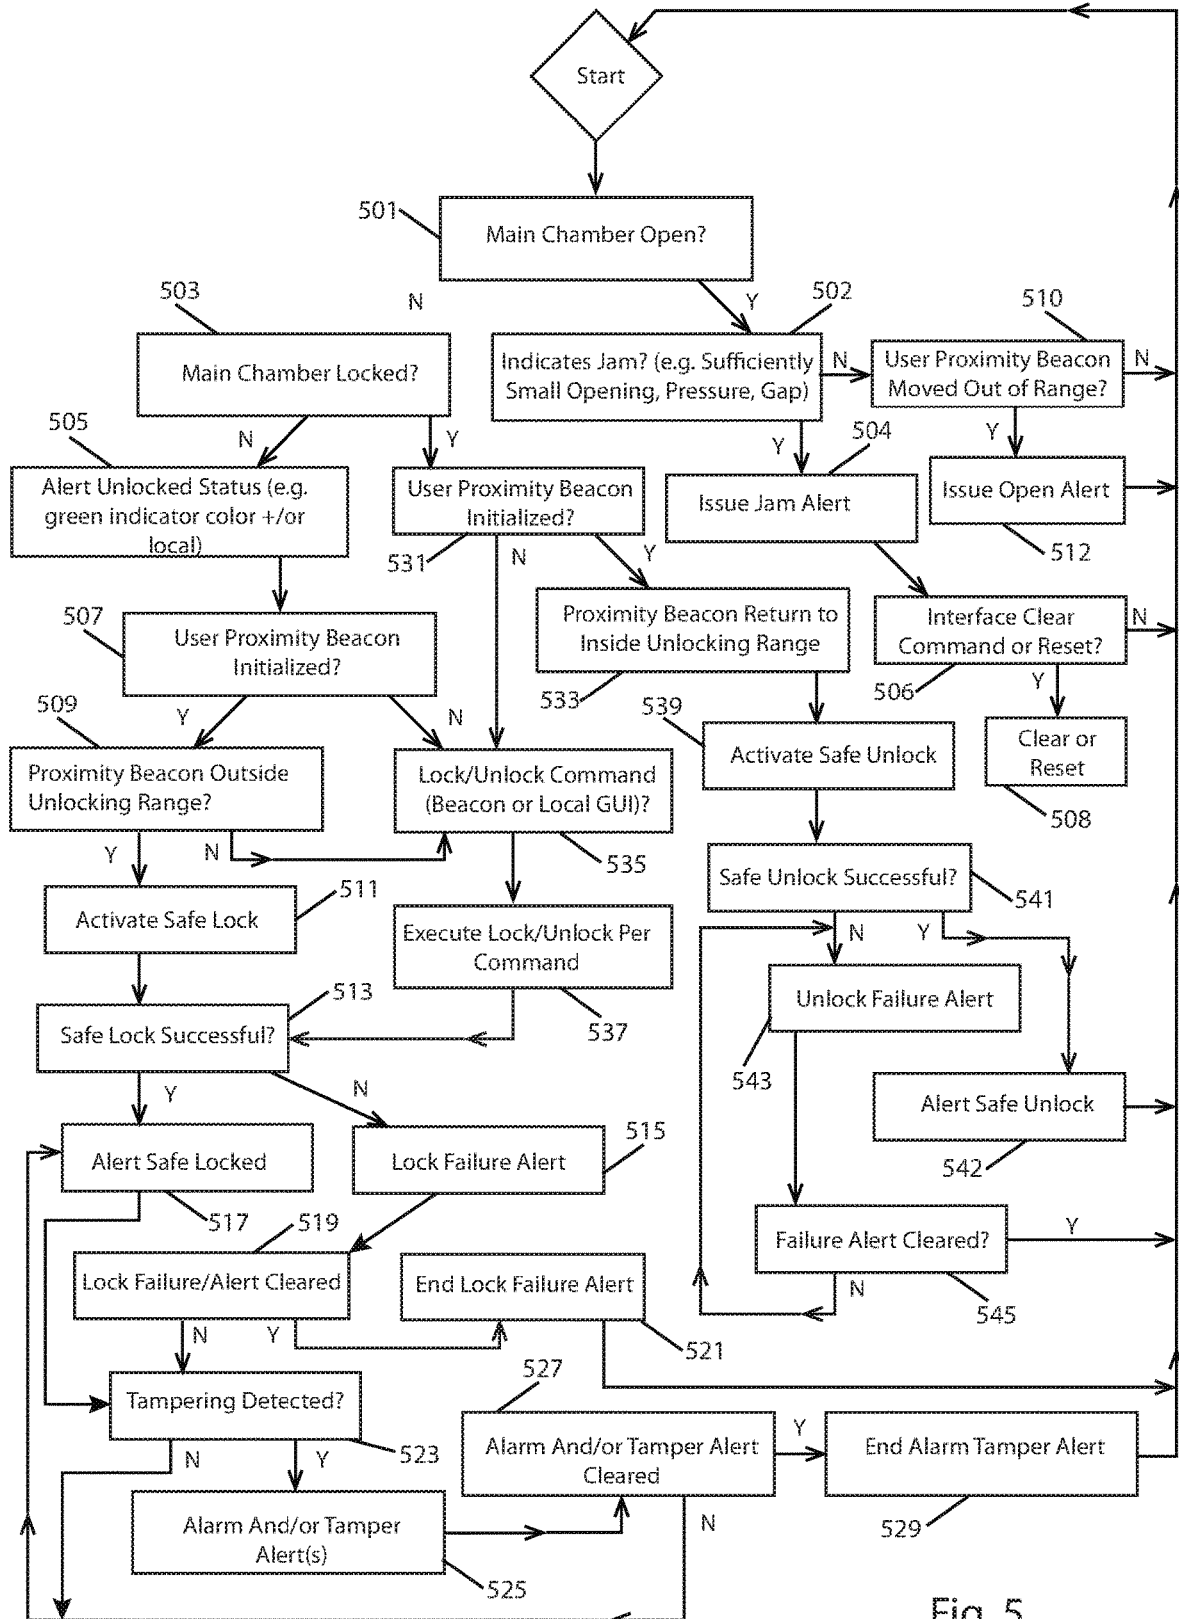 Start
501
Main Chamber Open?
503
N
Y
502
510
Main Chamber Locked?
Indicates Jam? (e.g. Sufficiently
Small Opening, Pressure, Gap)
N
User Proximity Beacon
Moved Out of Range?
N
505
N
Y
Y
504
Y
Alert Unlocked Status (e.g.
green indicator color +/or
local)
User Proximity Beacon
Initialized?
Issue Jam Alert
Issue Open Alert
531
N
Y
512
507
User Proximity Beacon
Initialized?
Proximity Beacon Return to
Inside Unlocking Range
Interface Clear
Command or Reset?
N
533
506
Y
509
Y
N
539
Proximity Beacon Outside
Unlocking Range?
Lock/Unlock Command
(Beacon or Local GUI)?
Activate Safe Unlock
Clear or
Reset
508
Y
N
535
511
Safe Unlock Successful?
541
Activate Safe Lock
Execute Lock/Unlock Per
Command
N
Y
513
537
Unlock Failure Alert
Safe Lock Successful?
543
Y
N
Alert Safe Unlock
542
515
Alert Safe Locked
Lock Failure Alert
517
519
Failure Alert Cleared?
Y
545
N
Lock Failure/Alert Cleared
End Lock Failure Alert
521
N
Y
527
Tampering Detected?
523
Alarm And/or Tamper Alert
Cleared
Y
End Alarm Tamper Alert
529
N
Y
N
Alarm And/or Tamper
Alert(s)
525
Fig. 5